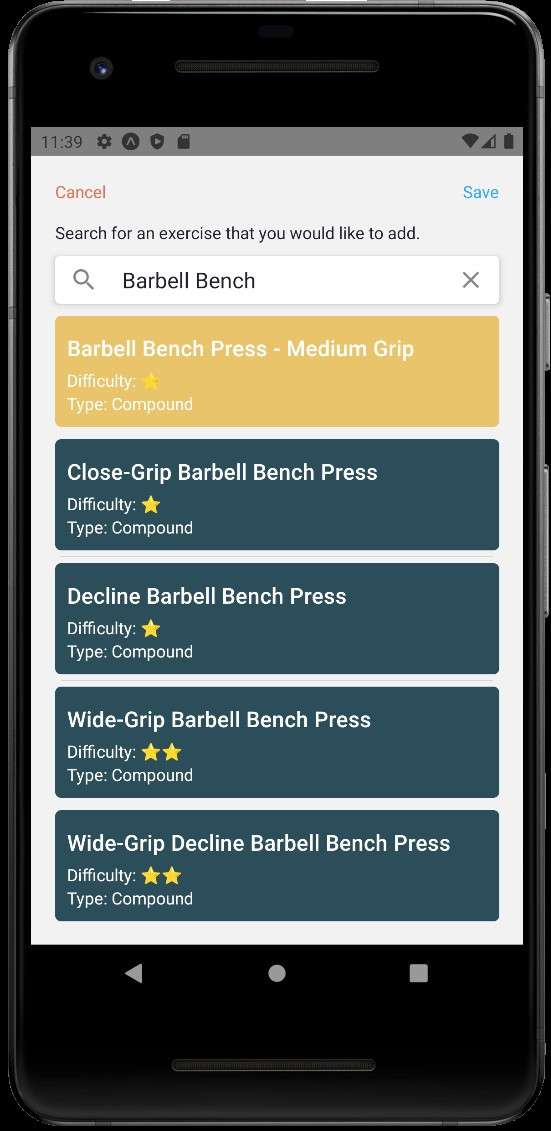 11:39
Cancel Save
Search for an exercise that you would like to add.
Barbell Bench
Barbell Bench Press - Medium Grip
Difficulty: ⭐
Type: Compound
Close-Grip Barbell Bench Press
Difficulty: ⭐
Type: Compound
Decline Barbell Bench Press
Difficulty: ⭐
Type: Compound
Wide-Grip Barbell Bench Press
Difficulty: ⭐⭐
Type: Compound
Wide-Grip Decline Barbell Bench Press
Difficulty: ⭐⭐
Type: Compound